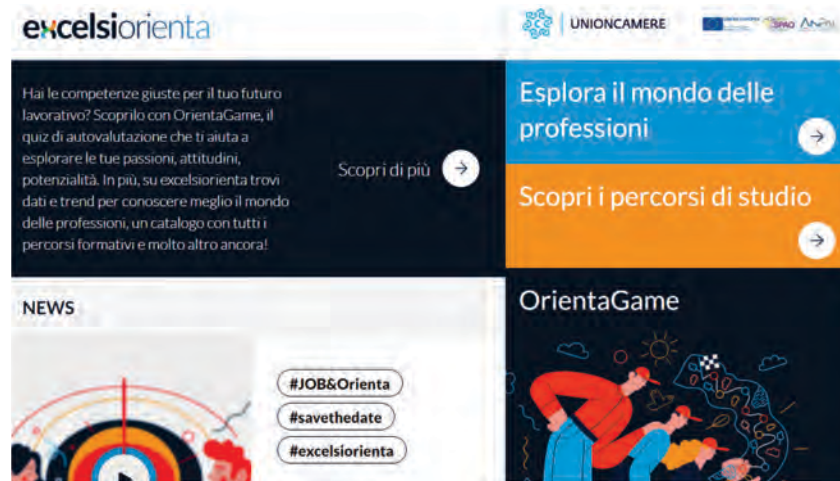 excelsiorienta
UNIONCAMERE
Hai le competenze giuste per il tuo futuro
lavorativo? Scoprilo con OrientaGame, il
quiz di autovalutazione che ti aiuta a
esplorare le tue passioni, attitudini,
potenzialità. In più, su excelsiorienta trovi
dati e trend per conoscere meglio il mondo
delle professioni, un catalogo con tutti i
percorsi formativi e molto altro ancora!
Scopri di più
Esplora il mondo delle
professioni
Scopri i percorsi di studio
NEWS
#JOB&Orienta
#savethedate
#excelsiorienta
OrientaGame